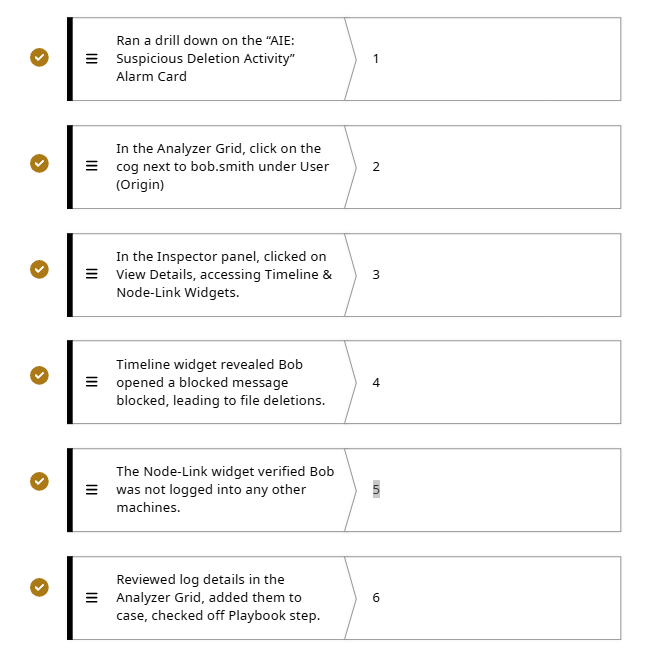 Ran a drill down on the “AIE:
Suspicious Deletion Activity”
Alarm Card
1
In the Analyzer Grid, click on the
cog next to bob.smith under User
(Origin)
2
In the Inspector panel, clicked on
View Details, accessing Timeline &
Node-Link Widgets.
3
Timeline widget revealed Bob
opened a blocked message
blocked, leading to file deletions.
4
The Node-Link widget verified Bob
was not logged into any other
machines.
5
Reviewed log details in the
Analyzer Grid, added them to
case, checked off Playbook step.
6